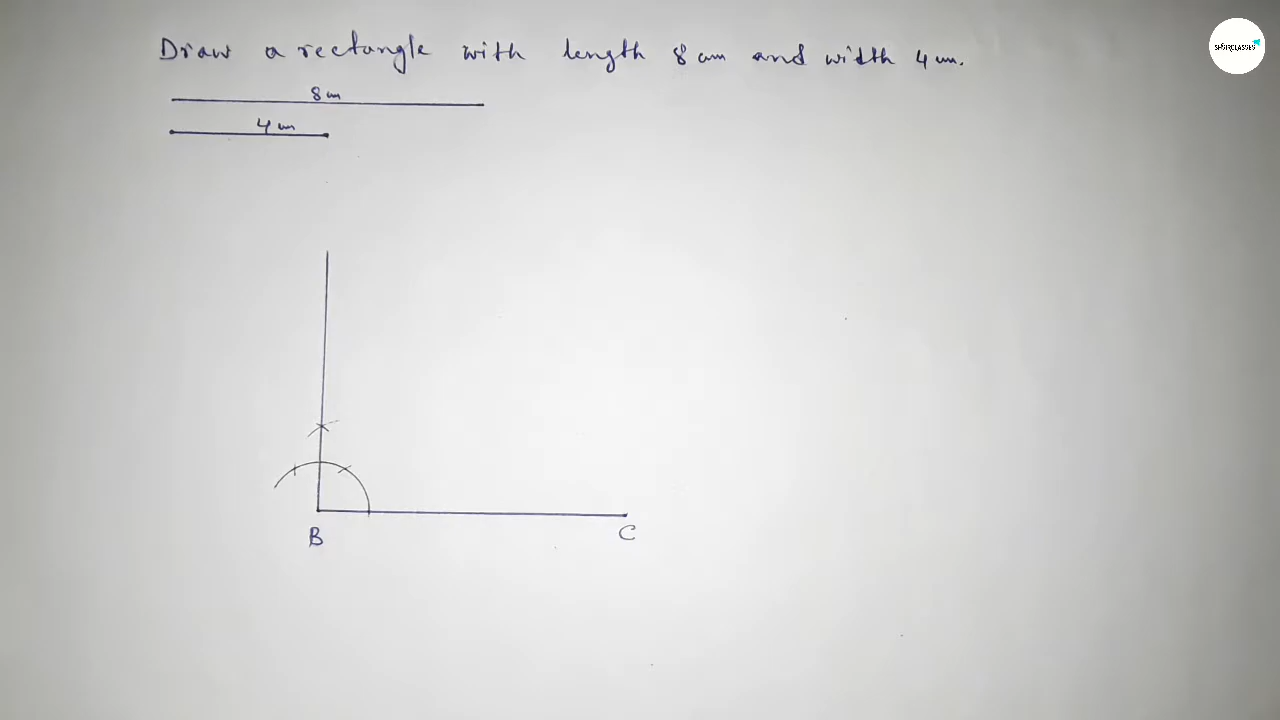 Draw a rectangle with length 8 cm and width 4 cm.
8 cm
4 cm
B
C